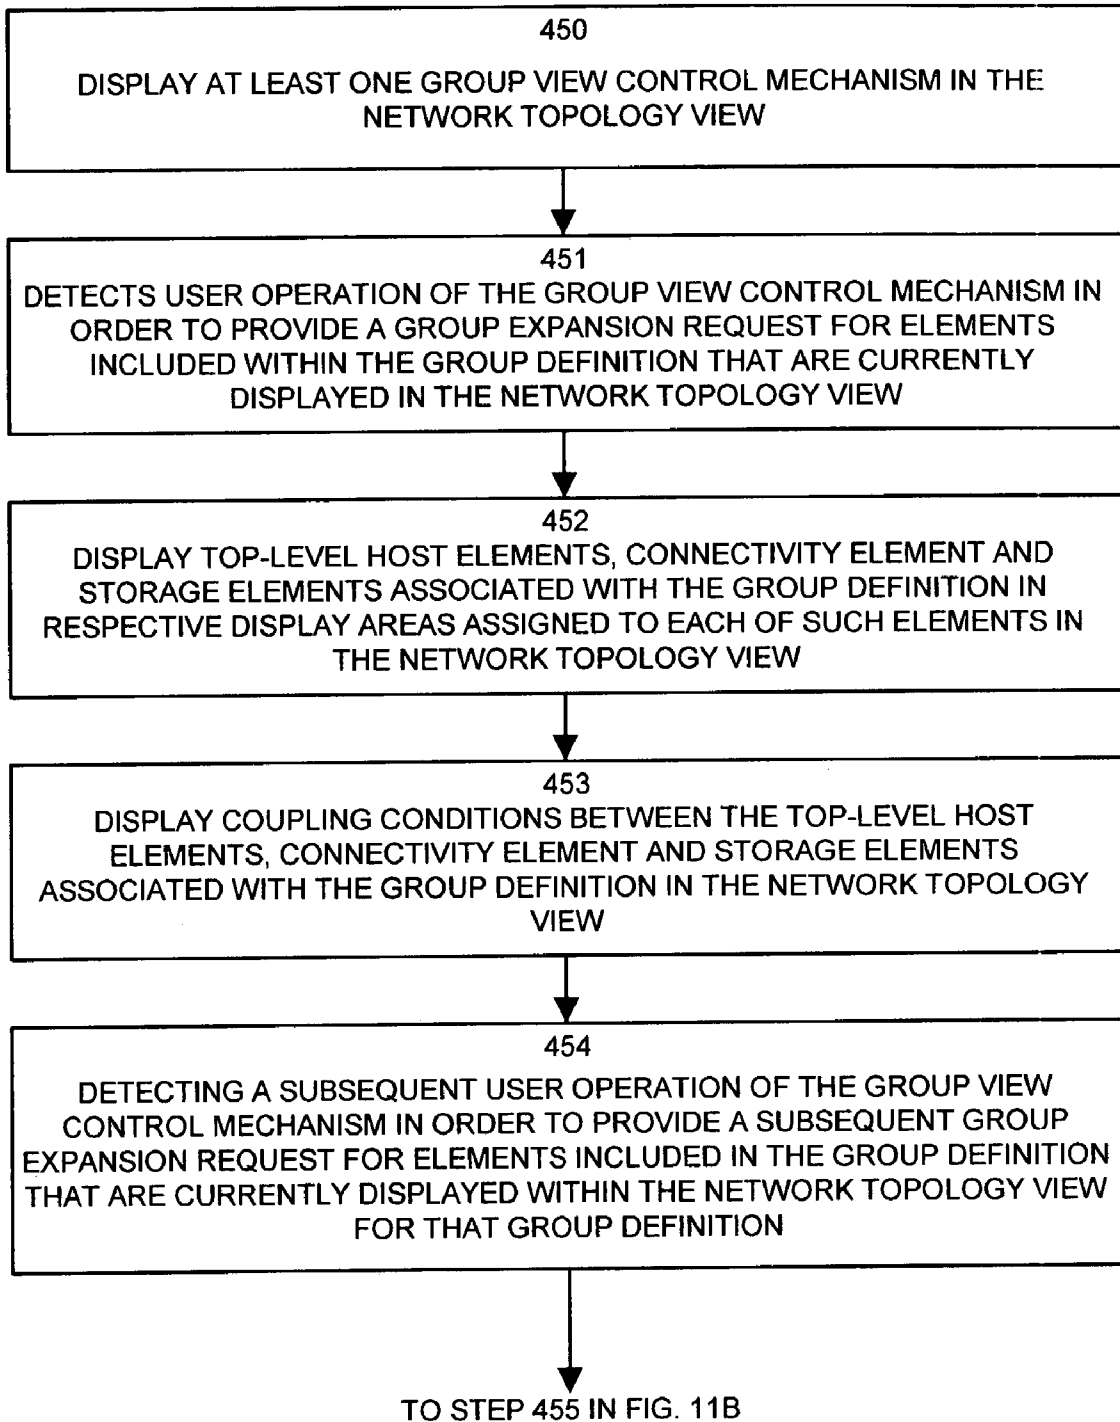 450
DISPLAY AT LEAST ONE GROUP VIEW CONTROL MECHANISM IN THE
NETWORK TOPOLOGY VIEW
451
DETECTS USER OPERATION OF THE GROUP VIEW CONTROL MECHANISM IN
ORDER TO PROVIDE A GROUP EXPANSION REQUEST FOR ELEMENTS
INCLUDED WITHIN THE GROUP DEFINITION THAT ARE CURRENTLY
DISPLAYED IN THE NETWORK TOPOLOGY VIEW
452
DISPLAY TOP-LEVEL HOST ELEMENTS, CONNECTIVITY ELEMENT AND
STORAGE ELEMENTS ASSOCIATED WITH THE GROUP DEFINITION IN
RESPECTIVE DISPLAY AREAS ASSIGNED TO EACH OF SUCH ELEMENTS IN
THE NETWORK TOPOLOGY VIEW
453
DISPLAY COUPLING CONDITIONS BETWEEN THE TOP-LEVEL HOST
ELEMENTS, CONNECTIVITY ELEMENT AND STORAGE ELEMENTS
ASSOCIATED WITH THE GROUP DEFINITION IN THE NETWORK TOPOLOGY
VIEW
454
DETECTING A SUBSEQUENT USER OPERATION OF THE GROUP VIEW
CONTROL MECHANISM IN ORDER TO PROVIDE A SUBSEQUENT GROUP
EXPANSION REQUEST FOR ELEMENTS INCLUDED IN THE GROUP DEFINITION
THAT ARE CURRENTLY DISPLAYED WITHIN THE NETWORK TOPOLOGY VIEW
FOR THAT GROUP DEFINITION
TO STEP 455 IN FIG. 11B